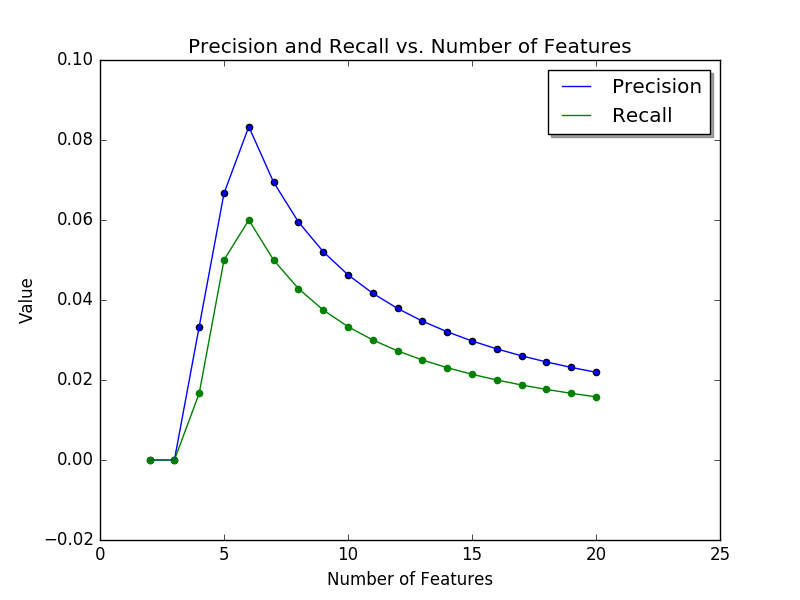 Precision and Recall vs. Number of Features
0.10
0.08
0.06
0.04
0.02
0.00
−0.02
Value
Precision
Recall
0
5
10
15
20
25
Number of Features